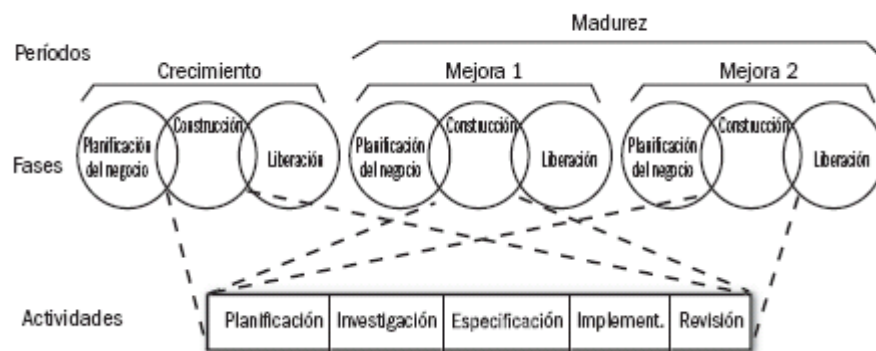 Madurez
Períodos
Crecimiento
Mejora 1
Mejora 2
Planificación
del negocio
Construcción
Liberación
Planificación
del negocio
Construcción
Liberación
Planificación
del negocio
Construcción
Liberación
Fases
Actividades
Planificación
Investigación
Especificación
Implement.
Revisión